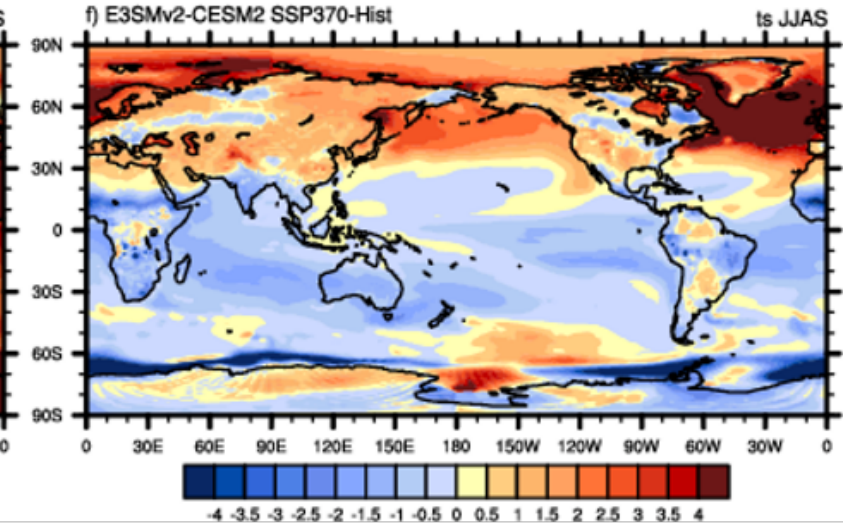 S
f) E3SMv2-CESM2 SSP370-Hist
ts JJAS
90N
60N
30N
0
30S
60S
90S
0
0 30E 60E 90E 120E 150E 180 150W 120W 90W 60W 30W 0
-4 -3.5 -3 -2.5 -2 -1.5 -1 -0.5 0 0.5 1 1.5 2 2.5 3 3.5 4